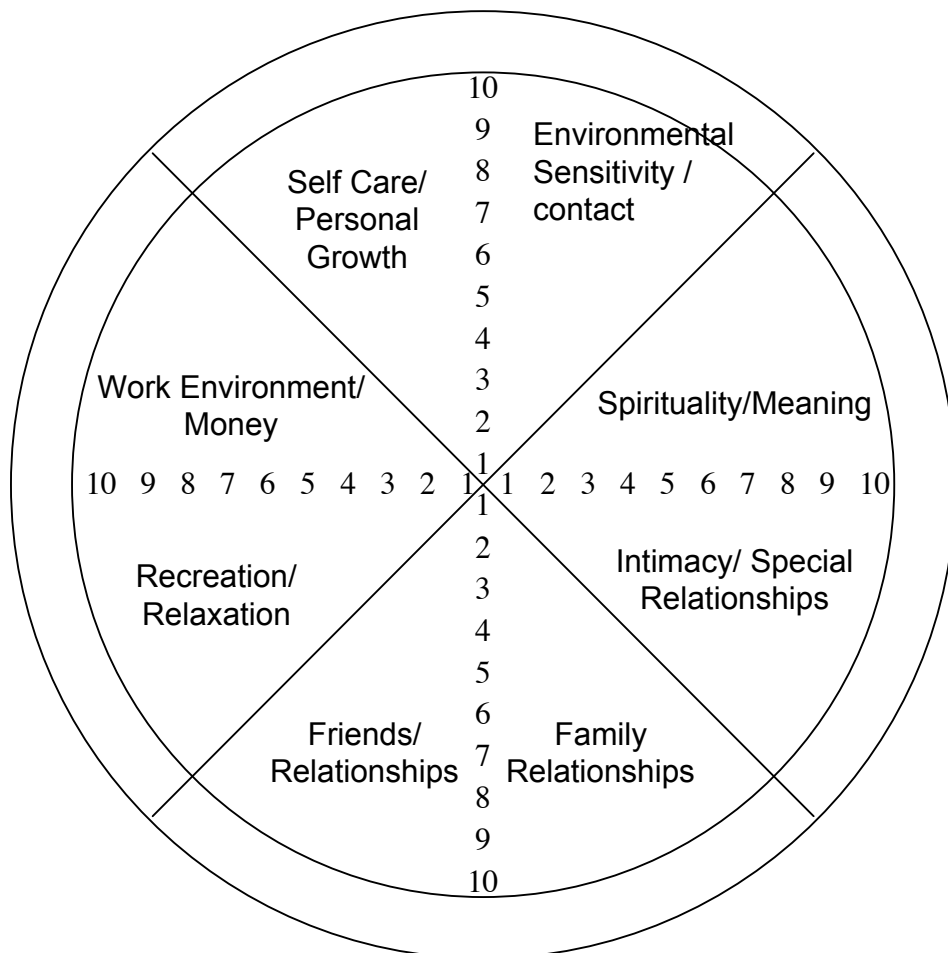 10
9
8
7
6
5
4
3
2
1
Environmental
Sensitivity /
contact
Self Care/
Personal
Growth
Work Environment/
Money
Spirituality/Meaning
10 9 8 7 6 5 4 3 2 1 1 2 3 4 5 6 7 8 9 10
1
2
3
4
5
6
7
8
9
10
Recreation/
Relaxation
Intimacy/ Special
Relationships
Friends/
Relationships
Family
Relationships